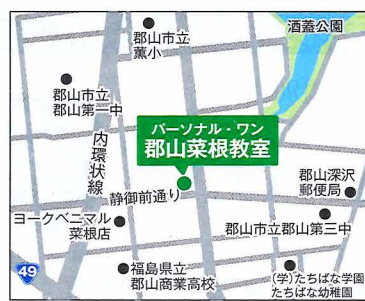 酒蓋公園
郡山市立
薫小
郡山市立
郡山第一中
内環状線
パーソナル・ワン
郡山菜根教室
静御前通り
郡山深沢
郵便局
ヨークベニマル
菜根店
郡山市立郡山第三中
49
福島県立
郡山商業高校
(学)たちばな学園
たちばな幼稚園